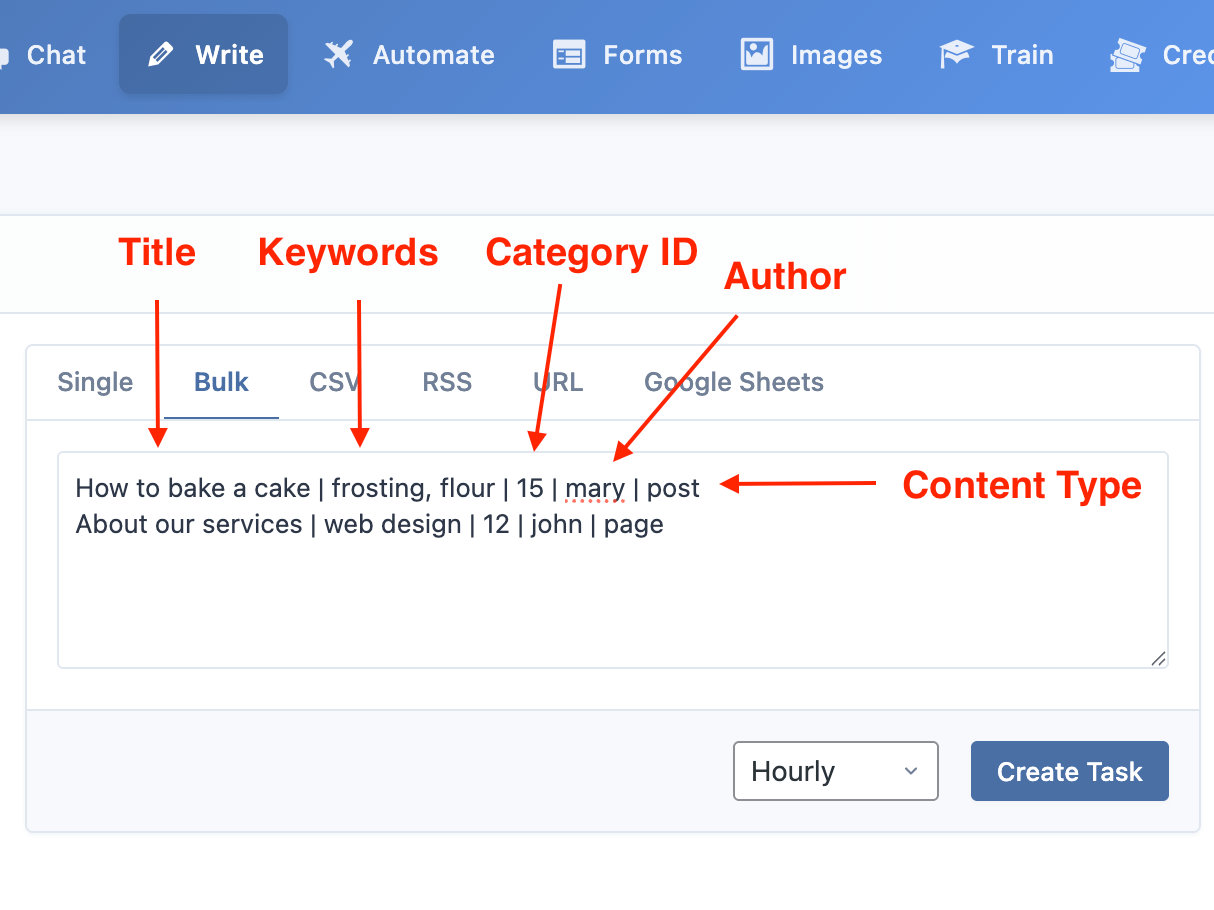 Chat Write Automate Forms Images Train Cred
Title Keywords Category ID
Author
Single Bulk CSV RSS URL Google Sheets
How to bake a cake | frosting, flour | 15 | mary | post
Content Type
About our services | web design | 12 | john | page
Hourly Create Task